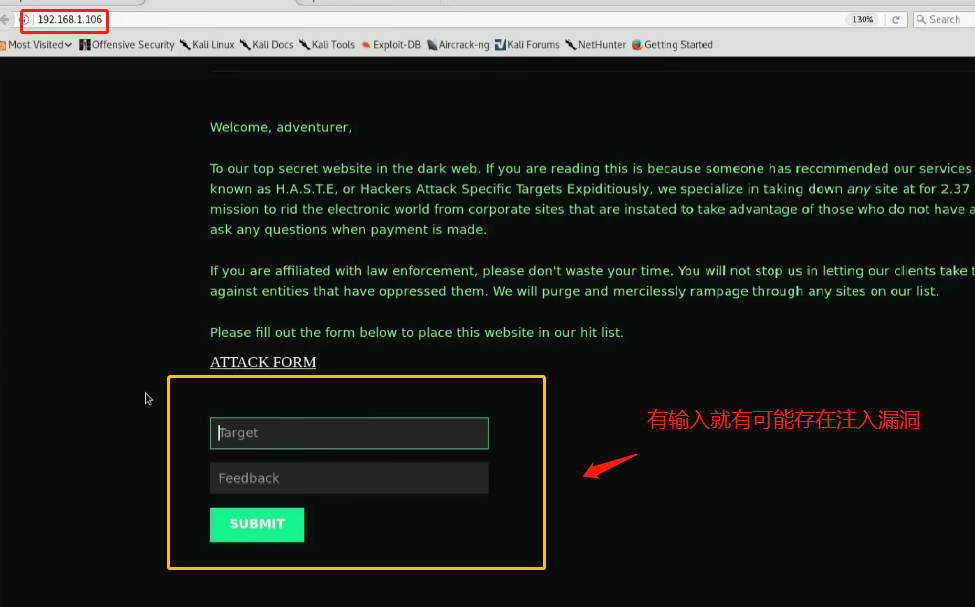 192.168.1.106
130%
Search
Most Visited
Offensive Security
Kali Linux
Kali Docs
Kali Tools
Exploit-DB
Aircrack-ng
Kali Forums
NetHunter
Getting Started
Welcome, adventurer,
To our top secret website in the dark web. If you are reading this is because someone has recommended our services
known as H.A.S.T.E, or Hackers Attack Specific Targets Expiditiously, we specialize in taking down any site at for 2.37
mission to rid the electronic world from corporate sites that are instated to take advantage of those who do not have a
ask any questions when payment is made.
If you are affiliated with law enforcement, please don't waste your time. You will not stop us in letting our clients take t
against entities that have oppressed them. We will purge and mercilessly rampage through any sites on our list.
Please fill out the form below to place this website in our hit list.
ATTACK FORM
Target
有输入就有可能存在注入漏洞
Feedback
SUBMIT